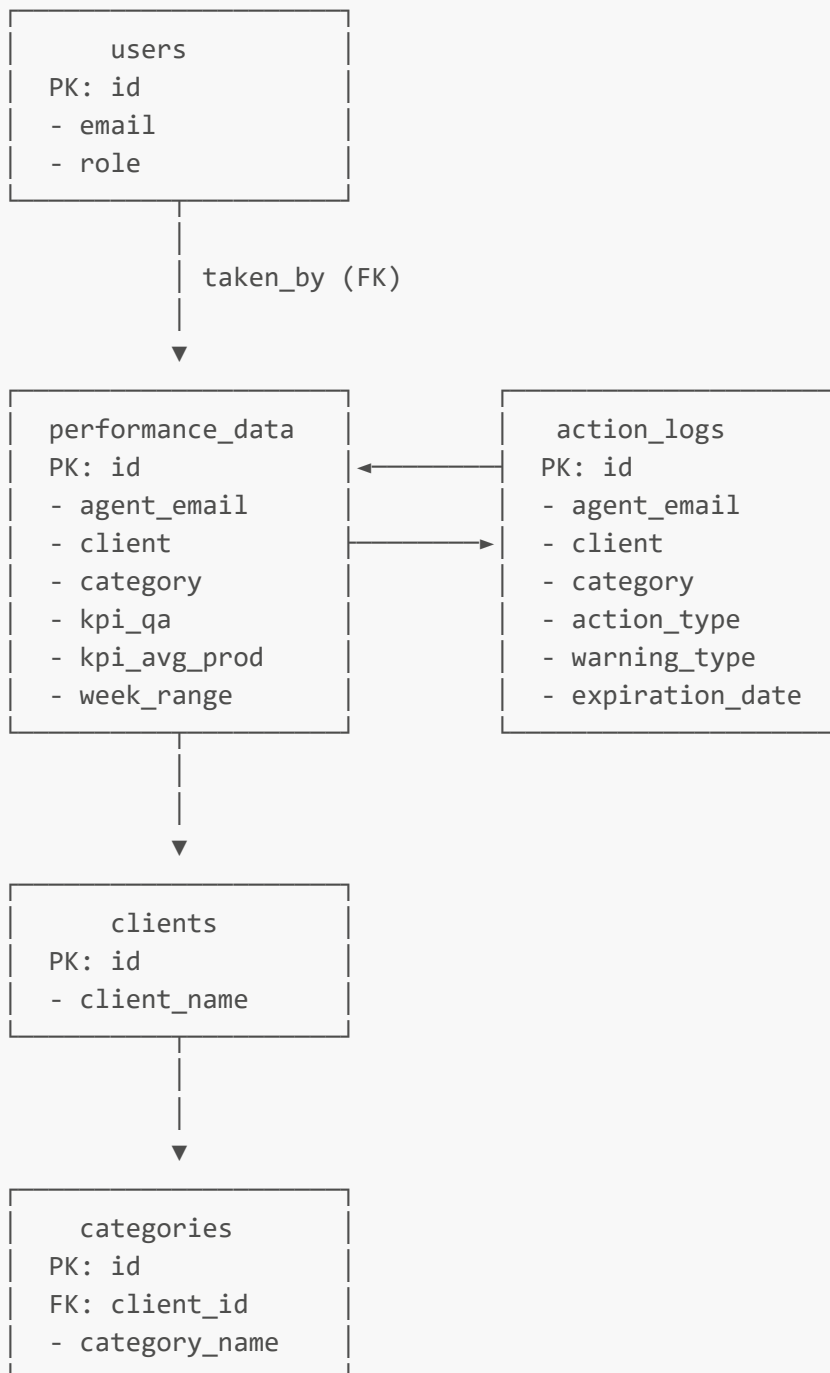 users
PK: id
- email
- role
taken_by (FK)
performance_data
PK: id
- agent_email
- client
- category
- kpi_qa
- kpi_avg_prod
- week_range
action_logs
PK: id
- agent_email
- client
- category
- action_type
- warning_type
- expiration_date
clients
PK: id
- client_name
categories
PK: id
FK: client_id
- category_name